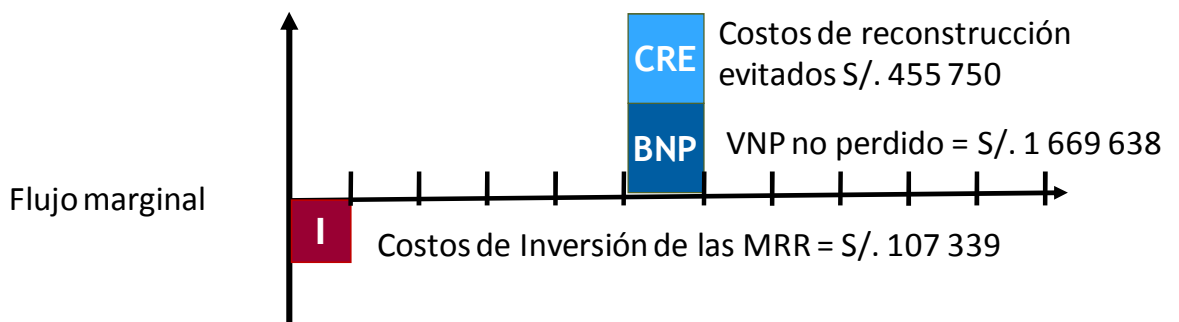 CRE
Costos de reconstrucción
evitados S/. 455 750
BNP
VNP no perdido = S/. 1 669 638
Flujo marginal
I
Costos de Inversión de las MRR = S/. 107 339